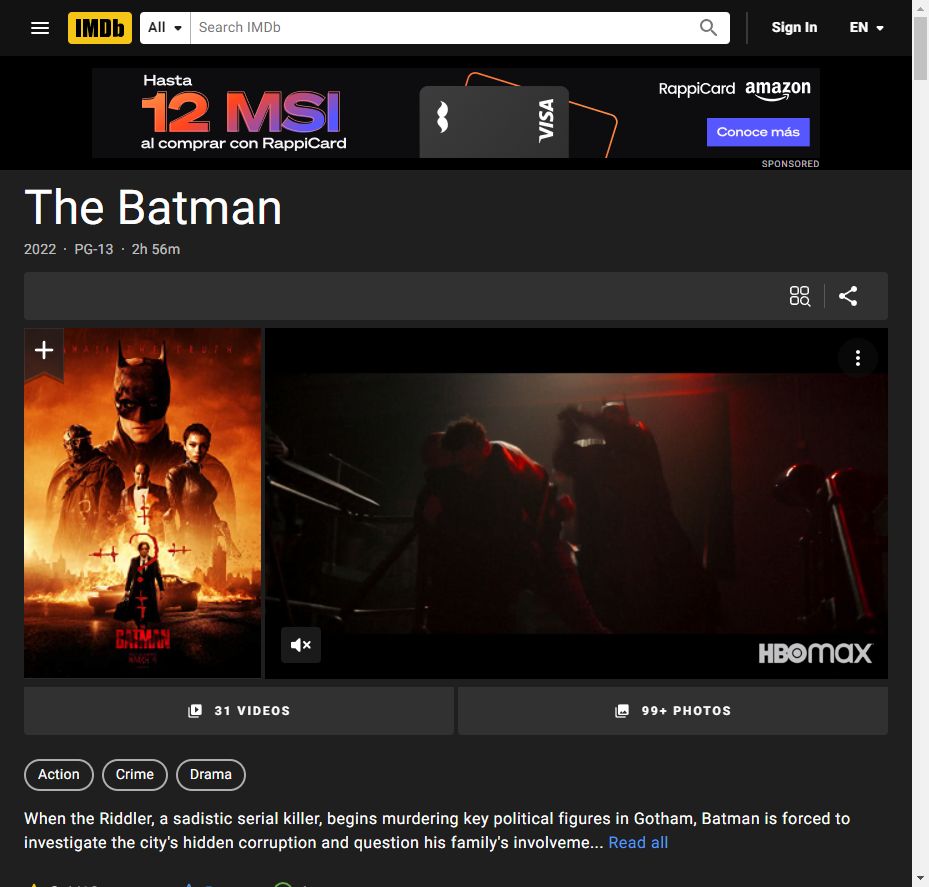 IMDb
All
Search IMDb
Sign In
EN
Hasta
12 MSI
al comprar con RappiCard
VISA
RappiCard
amazon
Conoce más
SPONSORED
The Batman
2022 · PG-13 · 2h 56m
THE TRUTH
THE BATMAN
MARCH 4
HBOmax
31 VIDEOS
99+ PHOTOS
Action
Crime
Drama
When the Riddler, a sadistic serial killer, begins murdering key political figures in Gotham, Batman is forced to
investigate the city's hidden corruption and question his family's involveme... Read all